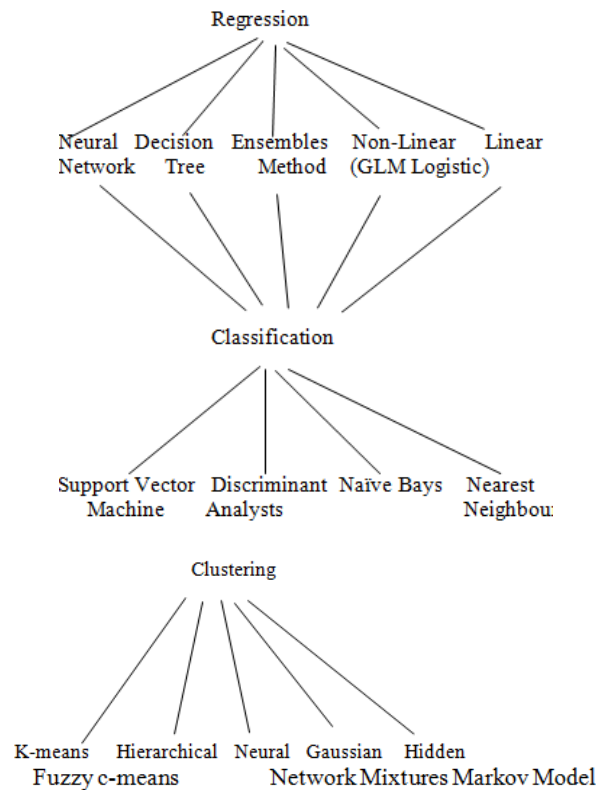 Regression
Neural Decision Ensembles Non-Linear Linear
Network Tree Method (GLM Logistic)
Classification
Support Vector Discriminant Naïve Bays Nearest
Machine Analysts Neighbou
Clustering
K-means Hierarchical Neural Gaussian Hidden
Fuzzy c-means Network Mixtures Markov Model